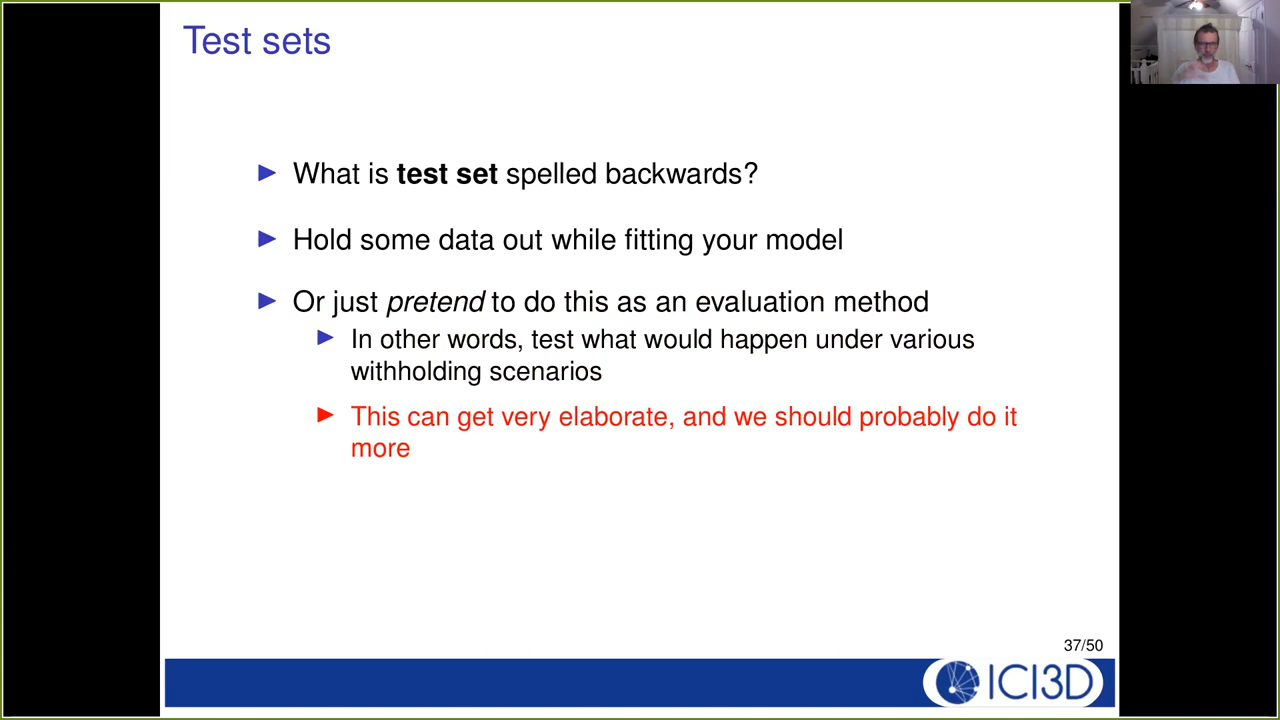 Test sets
What is test set spelled backwards?
Hold some data out while fitting your model
Or just pretend to do this as an evaluation method
In other words, test what would happen under various
withholding scenarios
This can get very elaborate, and we should probably do it
more
37/50
ICI3D